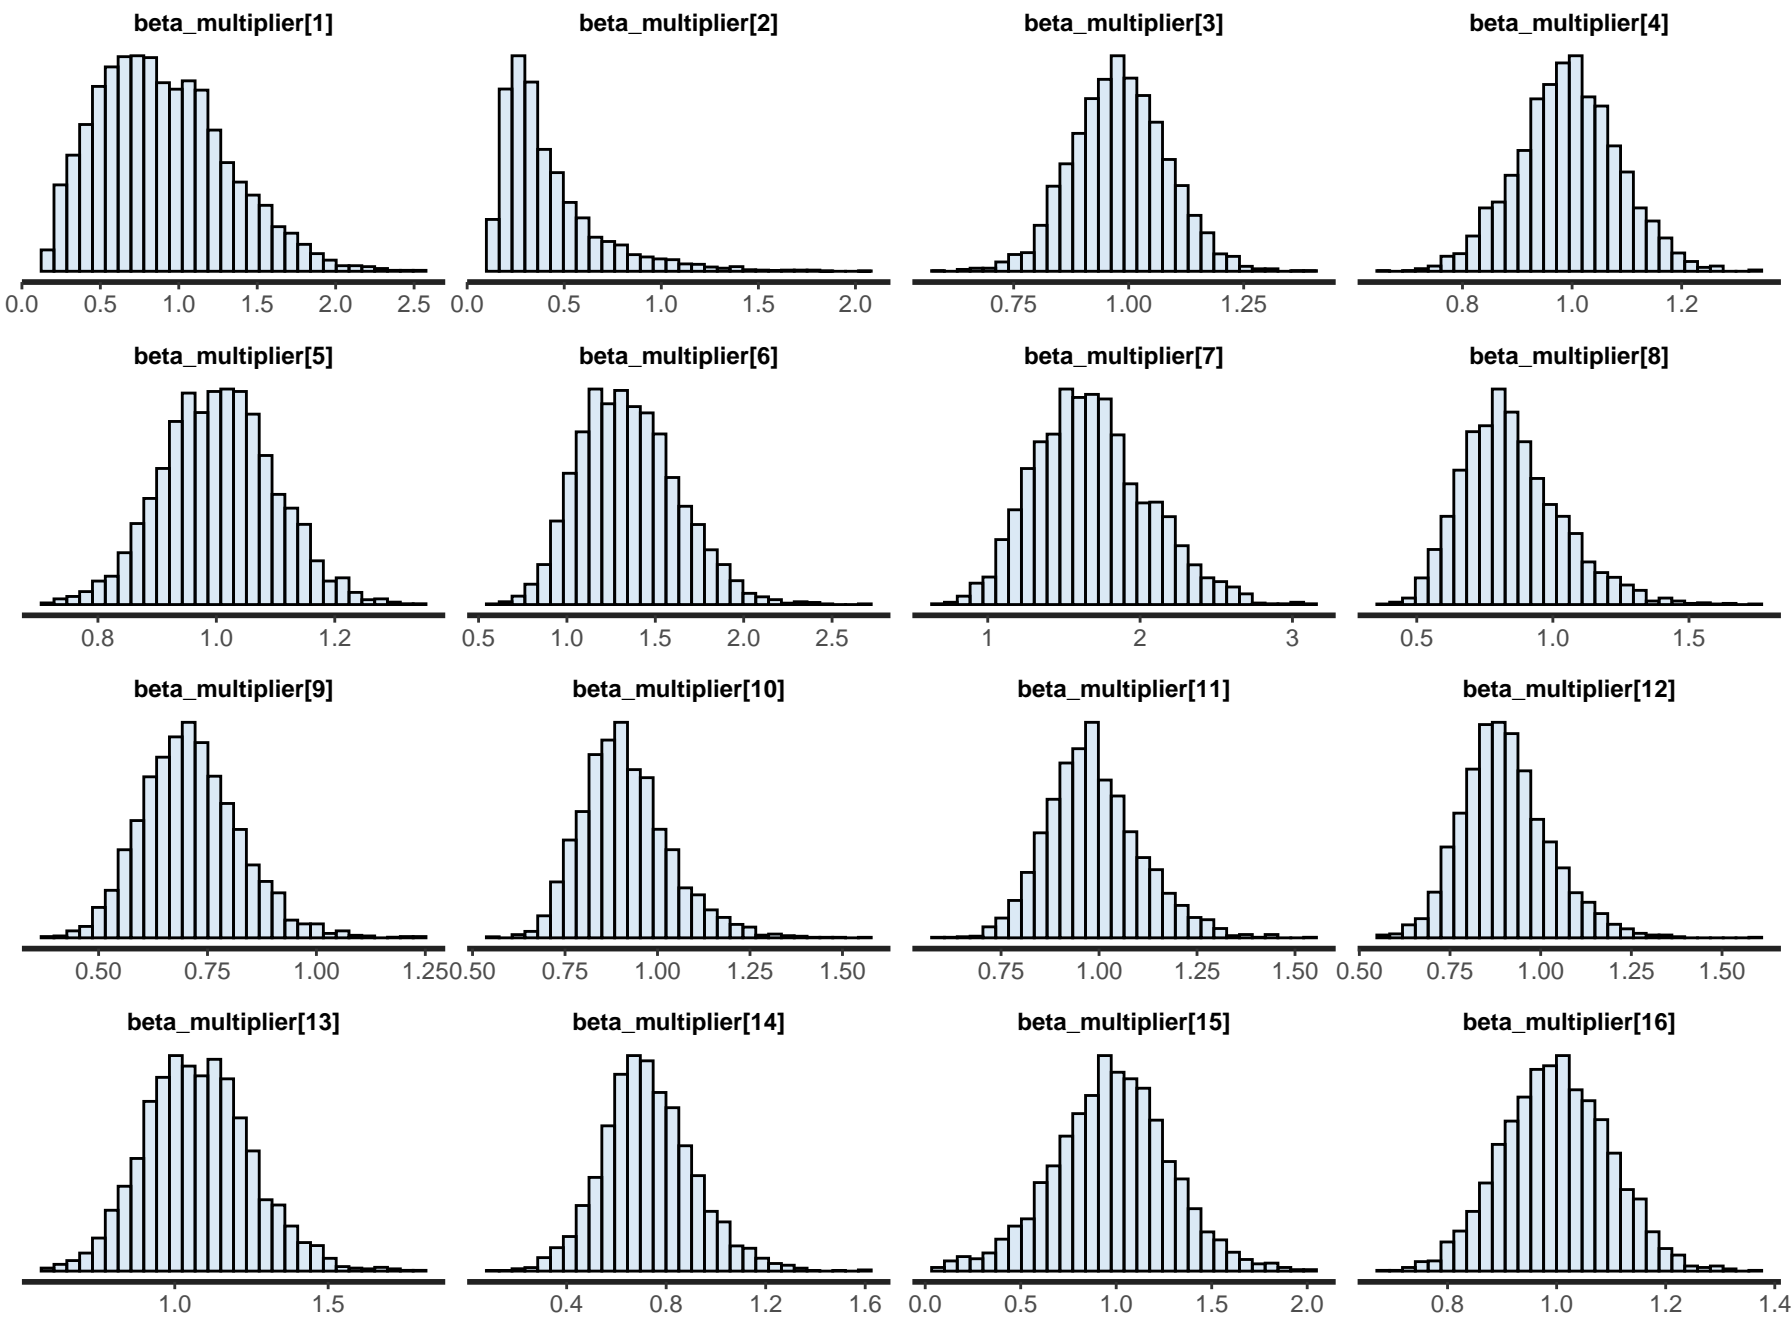 beta_multiplier[1] beta_multiplier[2] beta_multiplier[3] beta_multiplier[4]
0.0 0.5 1.0 1.5 2.0 2.5 0.0 0.5 1.0 1.5 2.0 0.75 1.00 1.25 0.8 1.0 1.2
beta_multiplier[5] beta_multiplier[6] beta_multiplier[7] beta_multiplier[8]
0.8 1.0 1.2 0.5 1.0 1.5 2.0 2.5 1 2 3 0.5 1.0 1.5
beta_multiplier[9] beta_multiplier[10] beta_multiplier[11] beta_multiplier[12]
0.50 0.75 1.00 1.25 0.50 0.75 1.00 1.25 1.50 0.75 1.00 1.25 1.50 0.50 0.75 1.00 1.25 1.50
beta_multiplier[13] beta_multiplier[14] beta_multiplier[15] beta_multiplier[16]
1.0 1.5 0.4 0.8 1.2 1.6 0.0 0.5 1.0 1.5 2.0 0.8 1.0 1.2 1.4